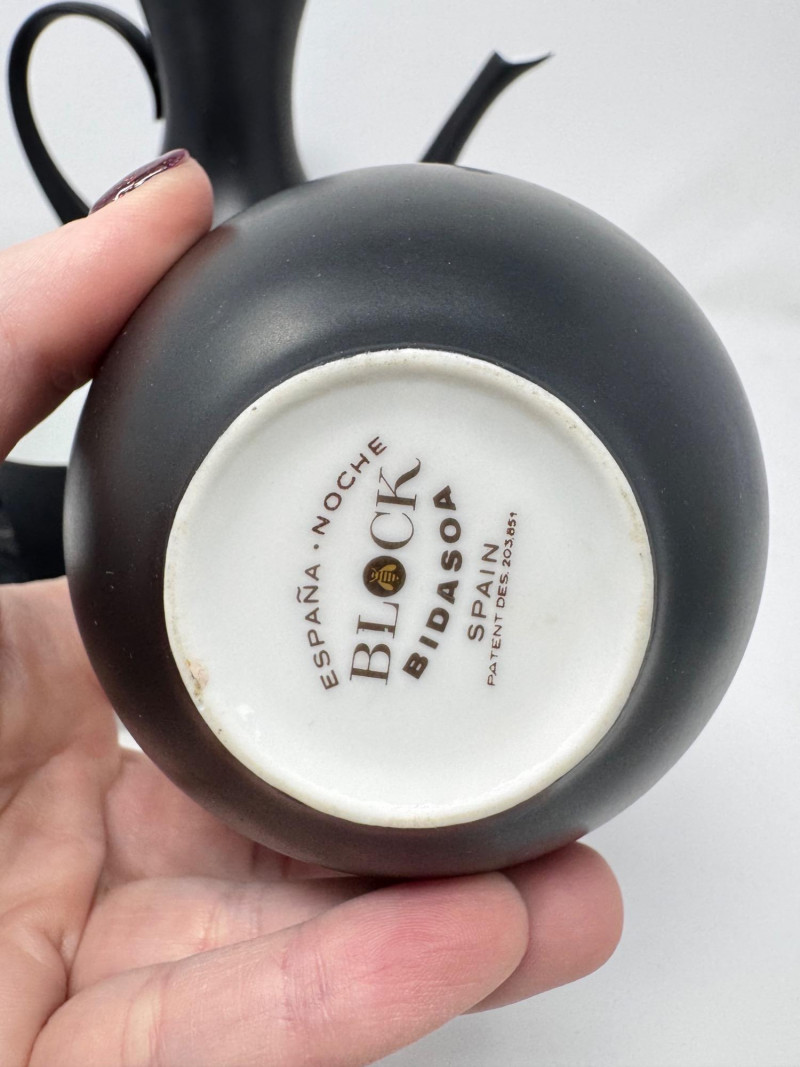 ESPAÑA · NOCHE
BLOCK
BIDASOA
SPAIN
PATENT DES. 203,851